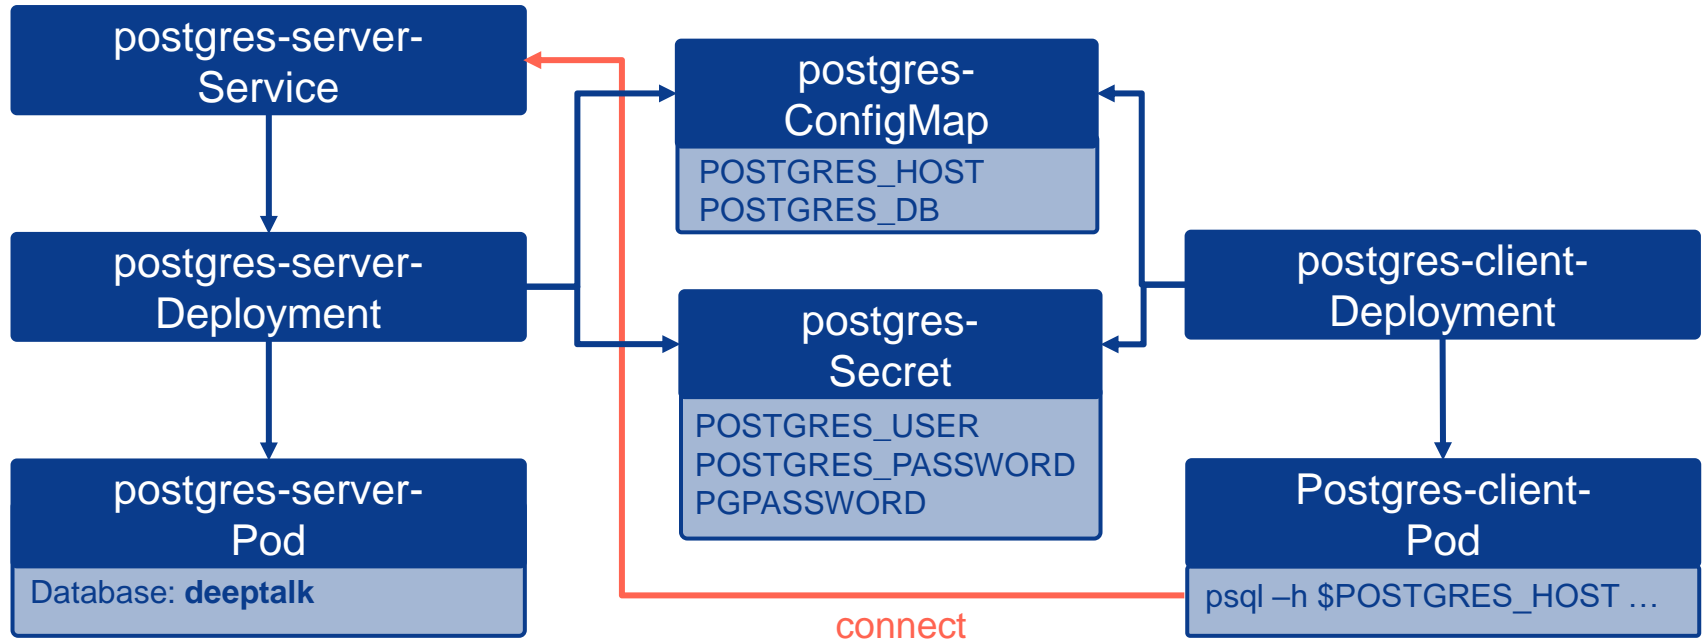 postgres-server-
Service
postgres-
ConfigMap
POSTGRES_HOST
POSTGRES_DB
postgres-server-
Deployment
postgres-client-
Deployment
postgres-
Secret
POSTGRES_USER
POSTGRES_PASSWORD
PGPASSWORD
postgres-server-
Pod
Database: deeptalk
Postgres-client-
Pod
psql –h $POSTGRES_HOST …
connect